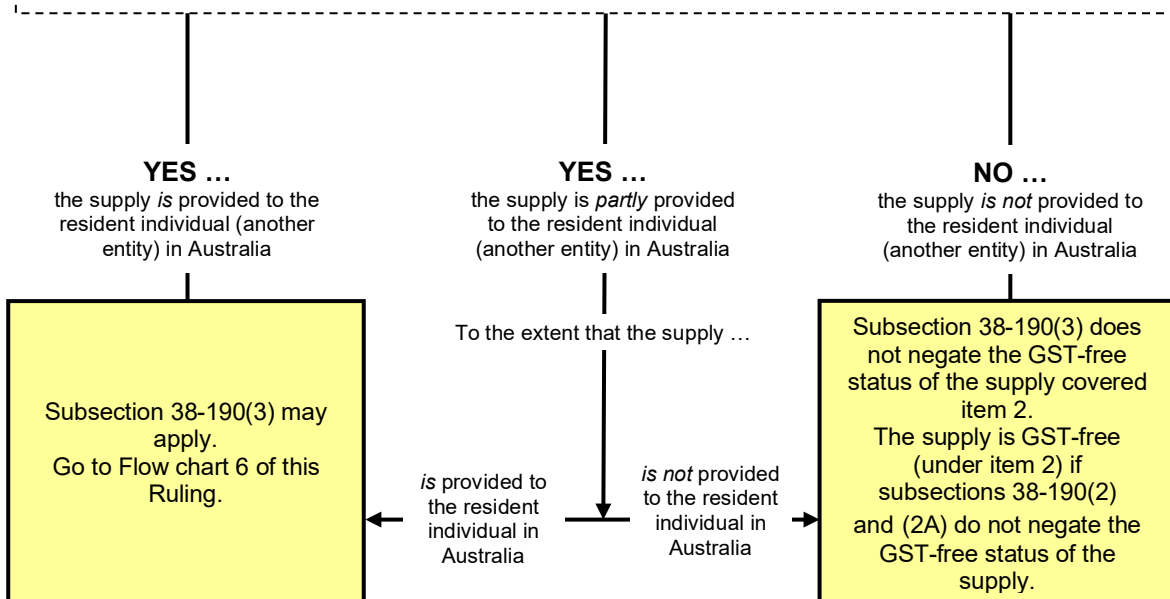 YES …
the supply is provided to the
resident individual (another
entity) in Australia
YES …
the supply is partly provided
to the resident individual
(another entity) in Australia
NO …
the supply is not provided to
the resident individual
(another entity) in Australia
To the extent that the supply …
Subsection 38-190(3) may
apply.
Go to Flow chart 6 of this
Ruling.
is provided to
the resident
individual in
Australia
is not provided
to the resident
individual in
Australia
Subsection 38-190(3) does
not negate the GST-free
status of the supply covered
item 2.
The supply is GST-free
(under item 2) if
subsections 38-190(2)
and (2A) do not negate the
GST-free status of the
supply.